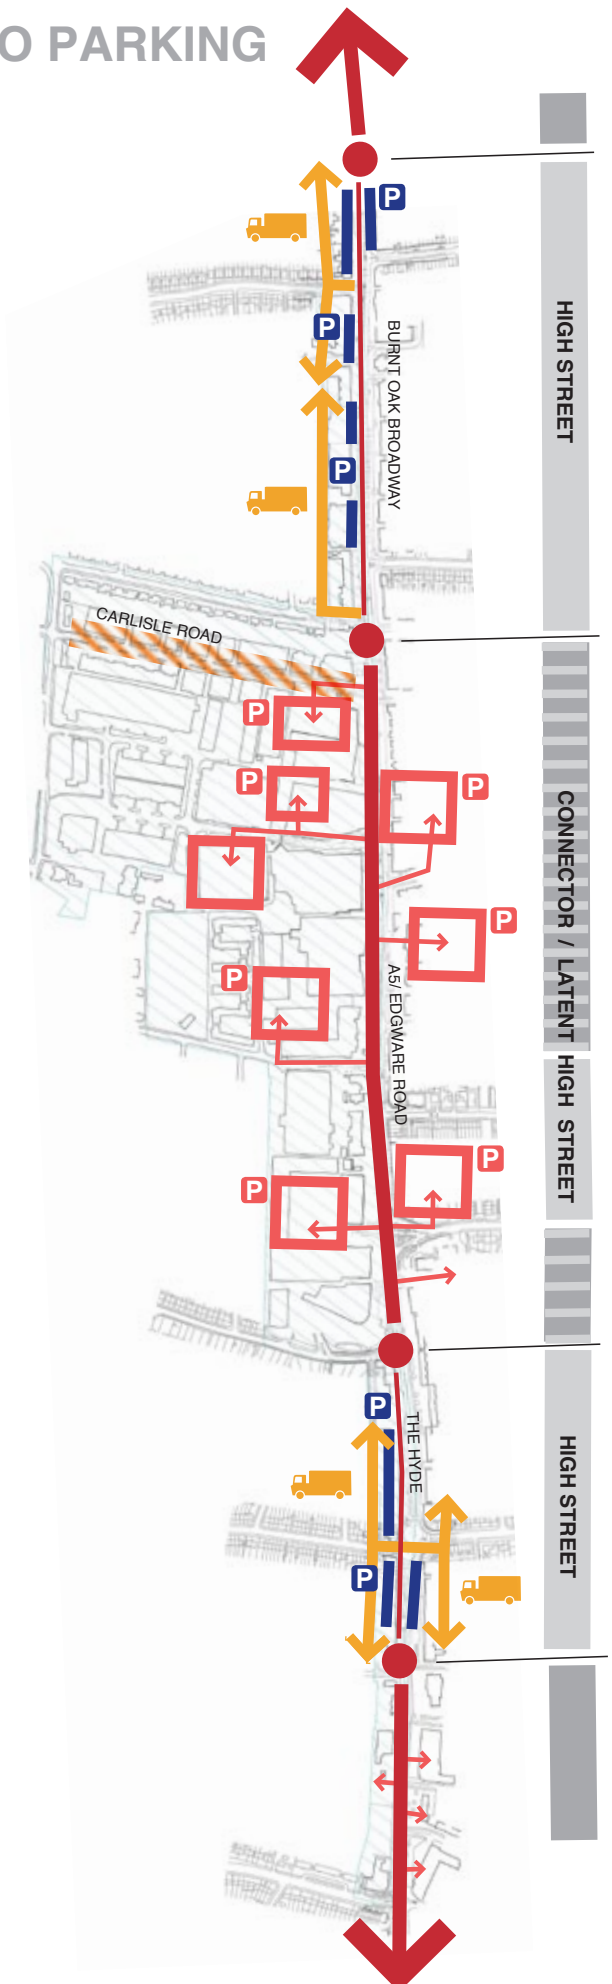 O PARKING
P
HIGH STREET
P
BURNT OAK BROADWAY
P
CARLISLE ROAD
P
P
P
CONNECTOR / LATENT HIGH STREET
P
P
A5/ EDGWARE ROAD
P
P
P
THE HYDE
HIGH STREET
P